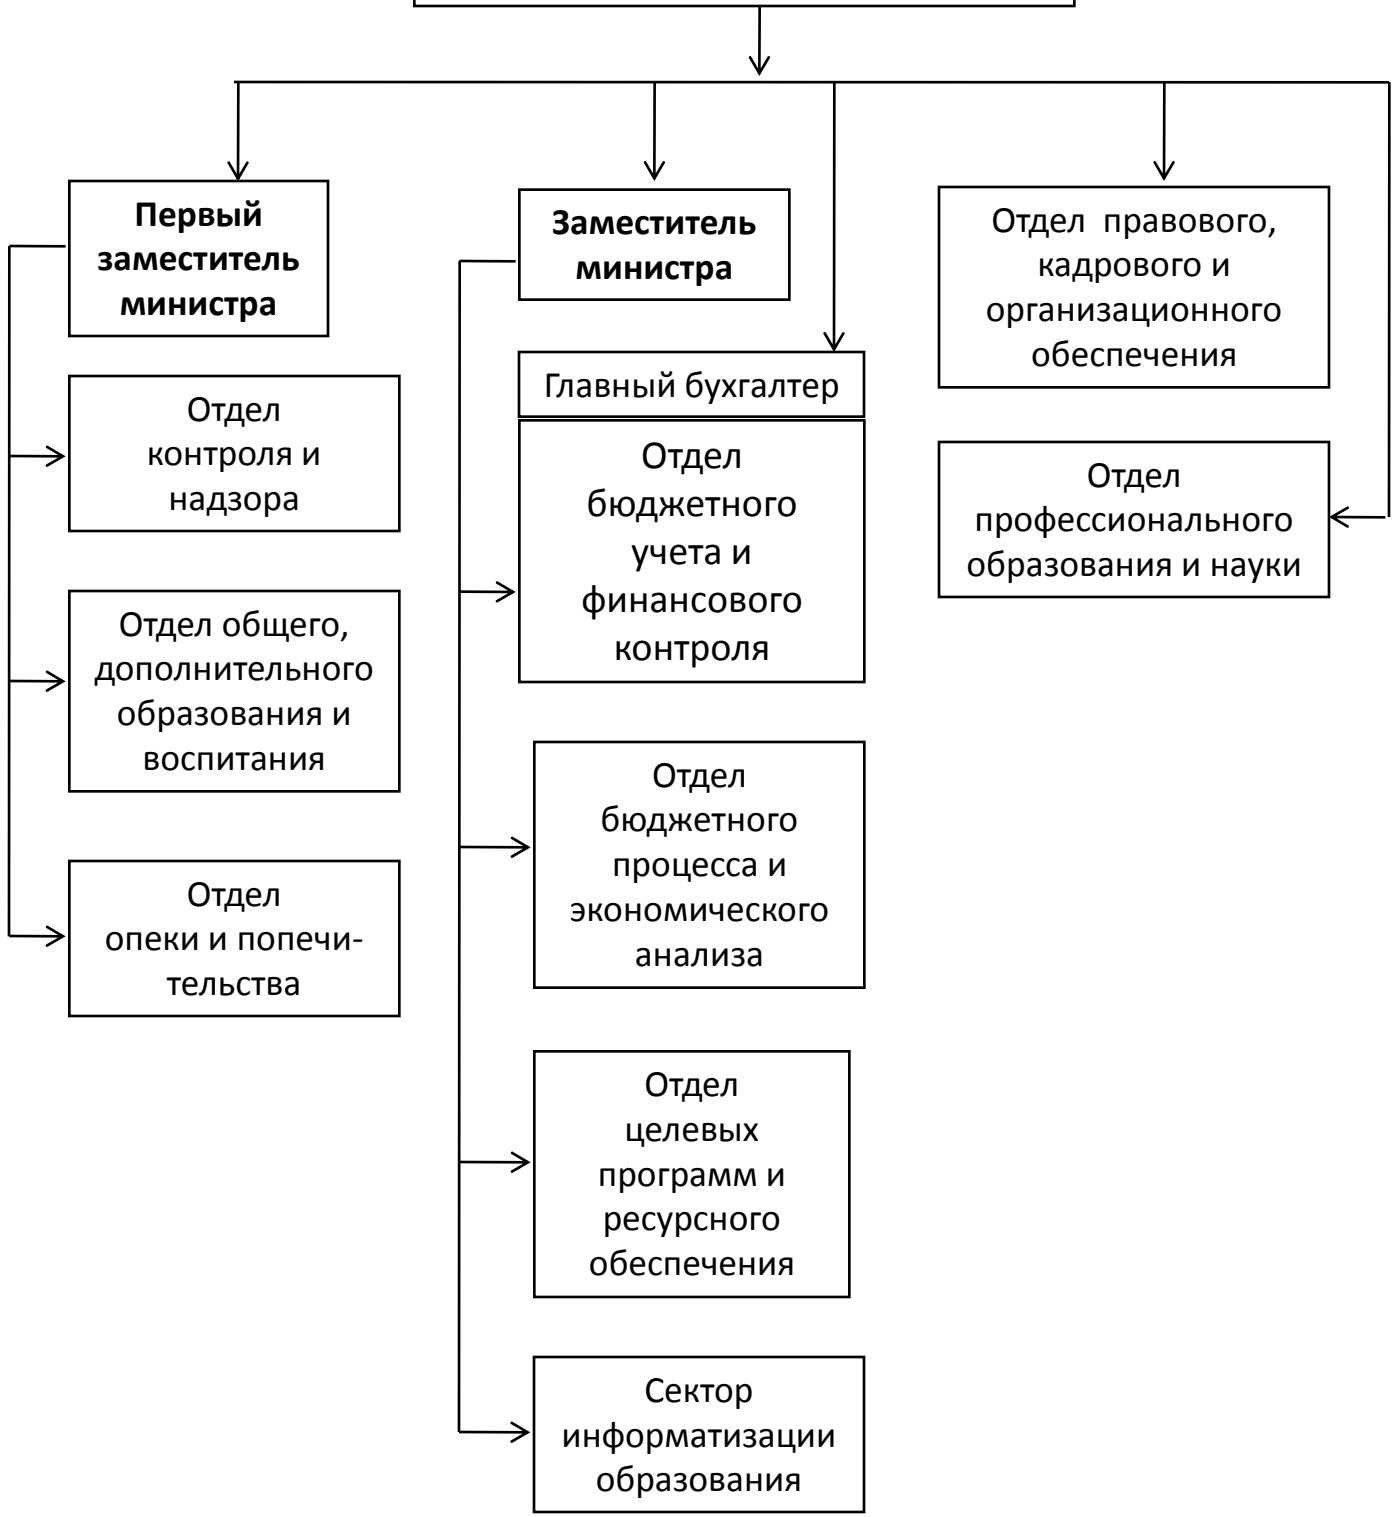 Первый
заместитель
министра
Отдел
контроля и
надзора
Отдел общего,
дополнительного
образования и
воспитания
Отдел
опеки и попечи-
тельства
Заместитель
министра
Главный бухгалтер
Отдел
бюджетного
учета и
финансового
контроля
Отдел
бюджетного
процесса и
экономического
анализа
Отдел
целевых
программ и
ресурсного
обеспечения
Сектор
информатизации
образования
Отдел правового,
кадрового и
организационного
обеспечения
Отдел
профессионального
образования и науки